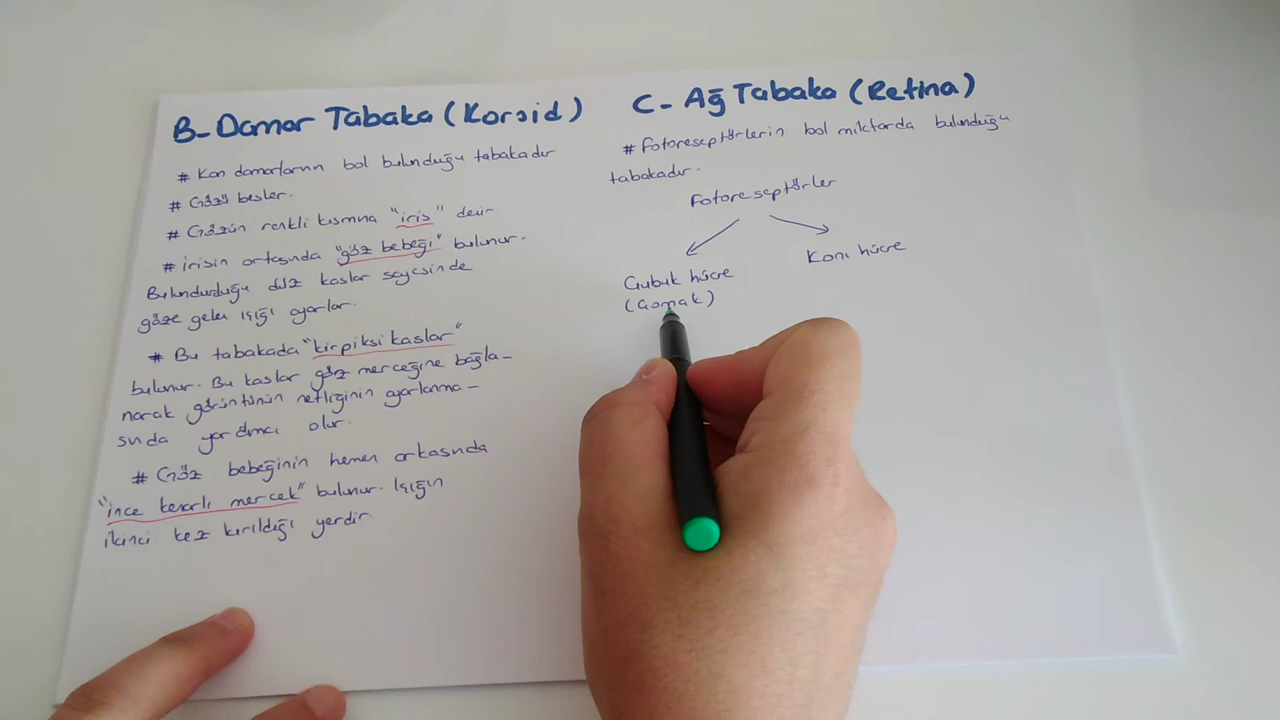 B- Damar Tabaka (Koroid)
# Kan damarlarının bol bulunduğu tabakadır
# Gözü besler.
# Gözün renkli kısmına "iris" denir.
# irisin ortasında "göz bebeği" bulunur.
Bulundurduğu düz kaslar sayesinde
göze gelen ışığı ayarlar.
# Bu tabakada "kirpiksi kaslar"
bulunur. Bu kaslar göz merceğine bağla-
narak görüntünün netliğinin ayarlanma-
sında yardımcı olur.
# Göz bebeğinin hemen arkasında
"ince kenarlı mercek" bulunur. Işığın
ikinci kez kırıldığı yerdir
C- Ağ Tabaka (Retina)
# Fotoreseptörlerin bol miktarda bulunduğu
tabakadır.
Fotoreseptörler
Çubuk hücre
(Çomak)
Koni hücre